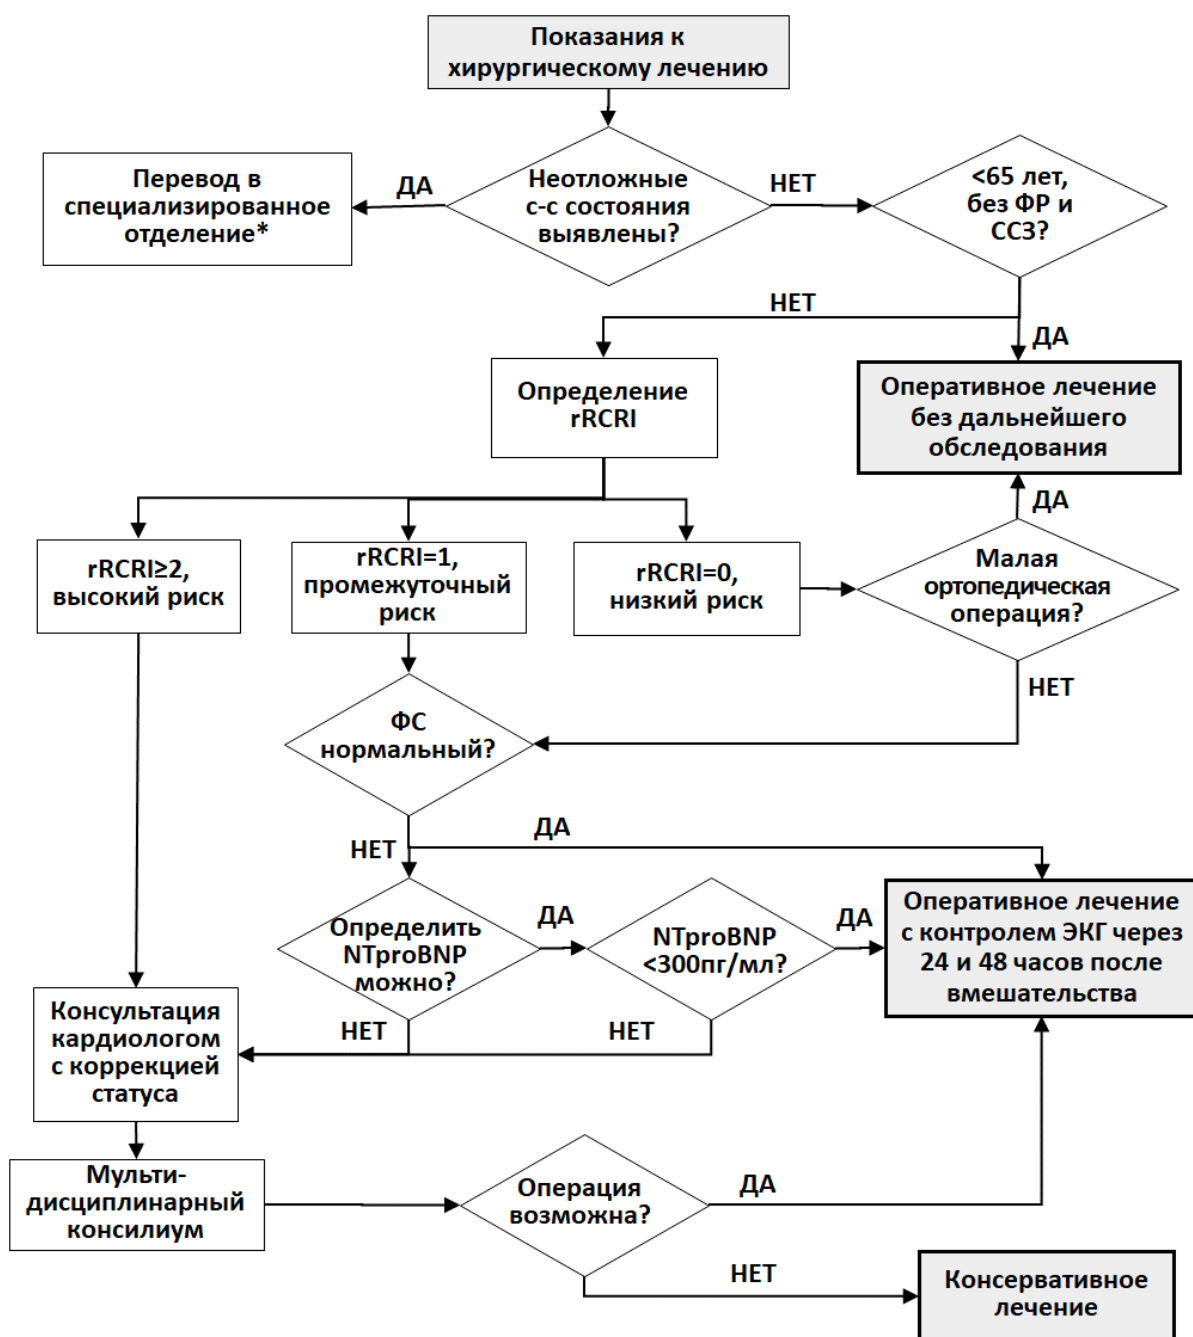 Показания к
хирургическому лечению
Неотложные
с-с состояния
выявлены?
ДА
НЕТ
Перевод в
специализированное
отделение*
<65 лет,
без ФР и
ССЗ?
НЕТ
ДА
Определение
rRCRI
Оперативное лечение
без дальнейшего
обследования
ДА
rRCRI≥2,
высокий риск
rRCRI=1,
промежуточный
риск
rRCRI=0,
низкий риск
Малая
ортопедическая
операция?
НЕТ
ФС
нормальный?
ДА
НЕТ
Определить
NTproBNP
можно?
ДА
NTproBNP
<300пг/мл?
ДА
Оперативное лечение
с контролем ЭКГ через
24 и 48 часов после
вмешательства
НЕТ
НЕТ
Консультация
кардиологом
с коррекцией
статуса
Мульти-
дисциплинарный
консилиум
Операция
возможна?
ДА
НЕТ
Консервативное
лечение